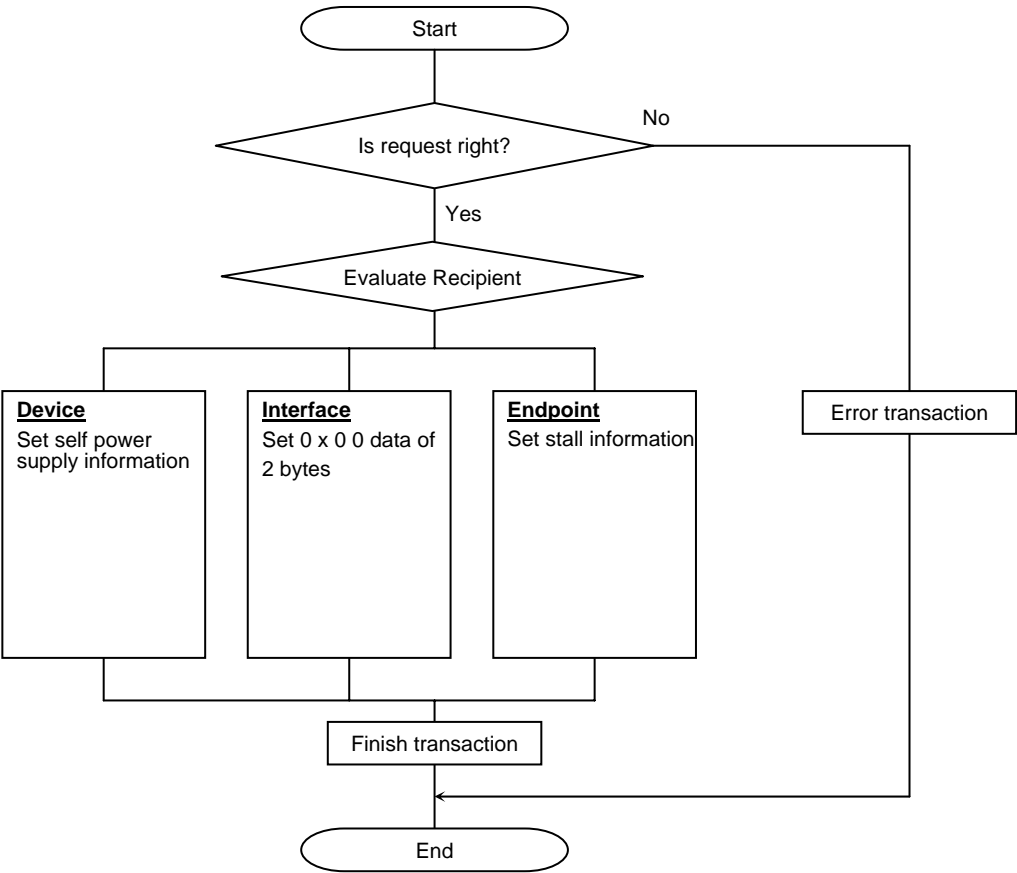 Start
No
Is request right?
Yes
Evaluate Recipient
Device
Set self power
supply information
Interface
Set 0 x 0 0 data of
2 bytes
Endpoint
Set stall information
Error transaction
Finish transaction
End